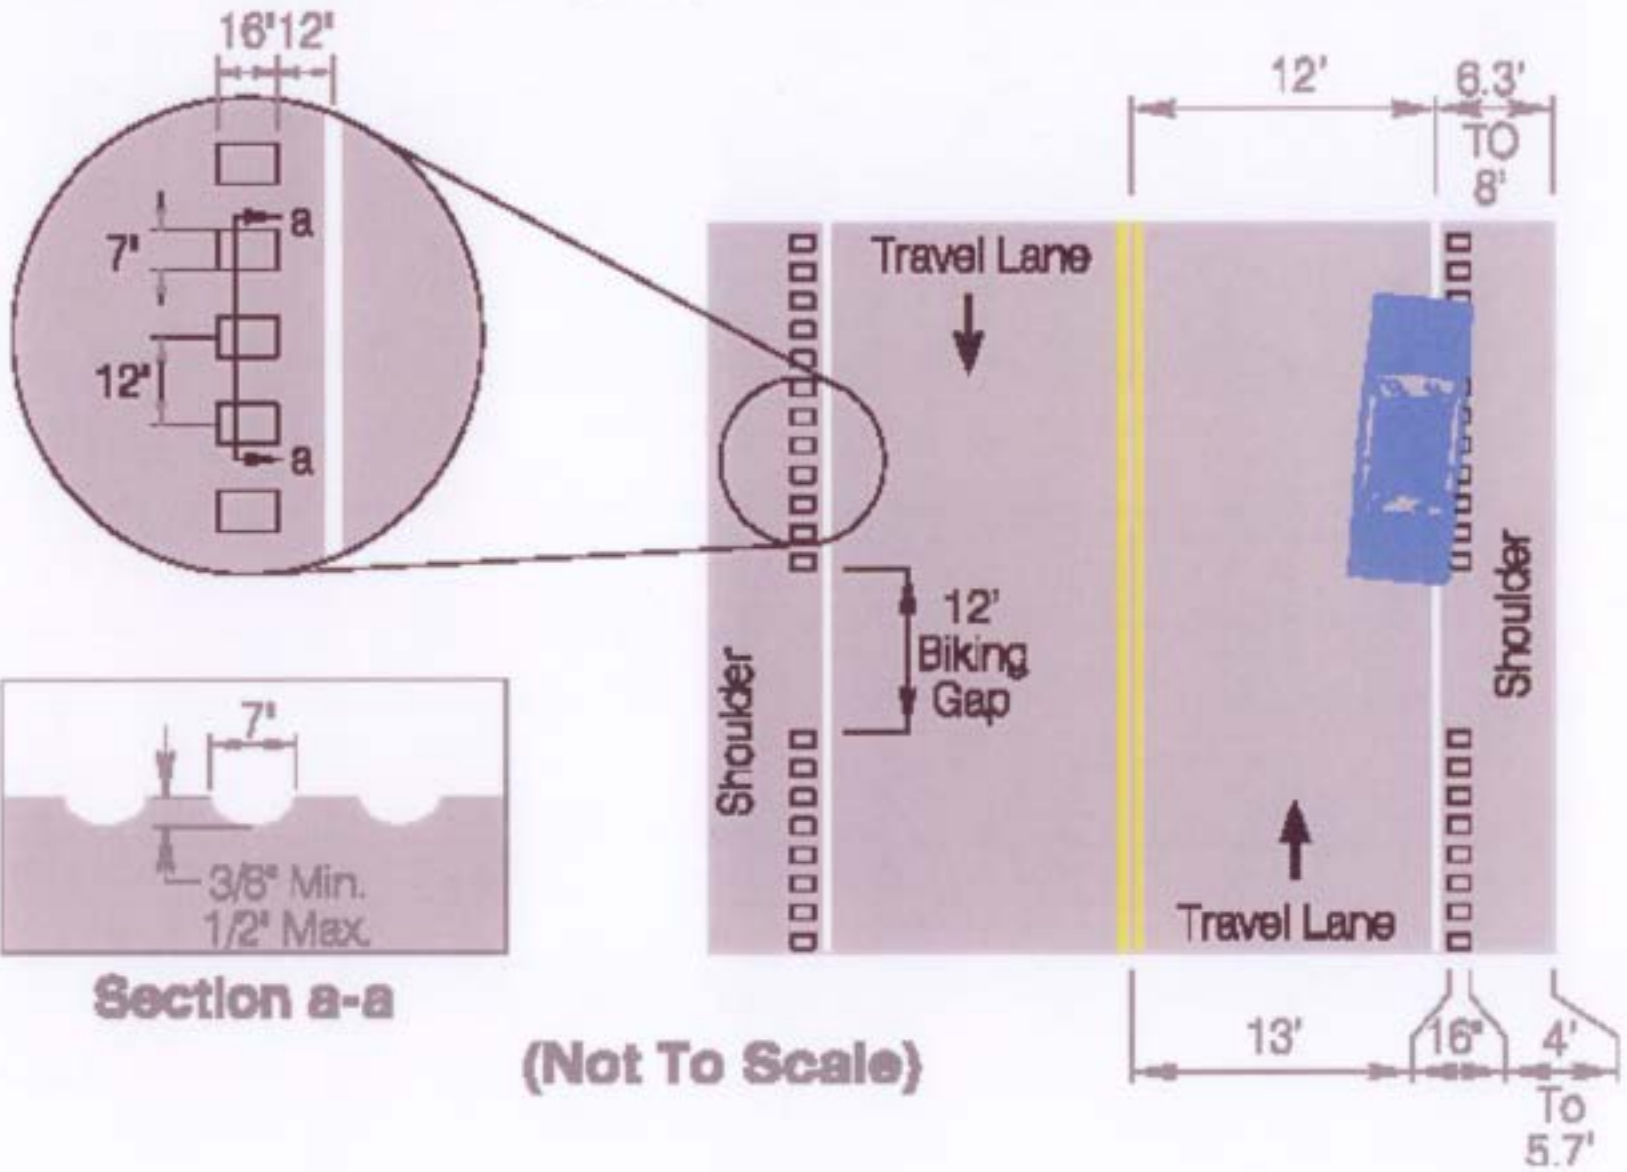 16" 12"
12'
6.3'
TO
8'
a
7"
12"
a
Travel Lane
12'
Biking
Gap
Shoulder
Shoulder
7"
3/8" Min.
1/2" Max.
Section a-a
Travel Lane
(Not To Scale)
13'
16"
4'
To
5.7'